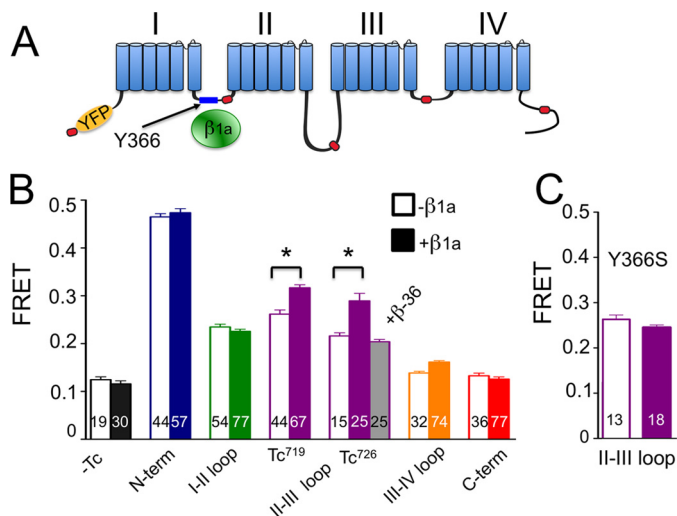 A
I II III IV
YFP
Y366
β1a
B
FRET
0.5
0.4
0.3
0.2
0.1
0
-β1a
+β1a
* *
+β-36
19 30 44 57 54 77 44 67 15 25 25 32 74 36 77
-Tc
N-term
I-II loop
Tc719 Tc726
II-III loop
III-IV loop
C-term
C
FRET
0.5
0.4
0.3
0.2
0.1
0
Y366S
13 18
II-III loop